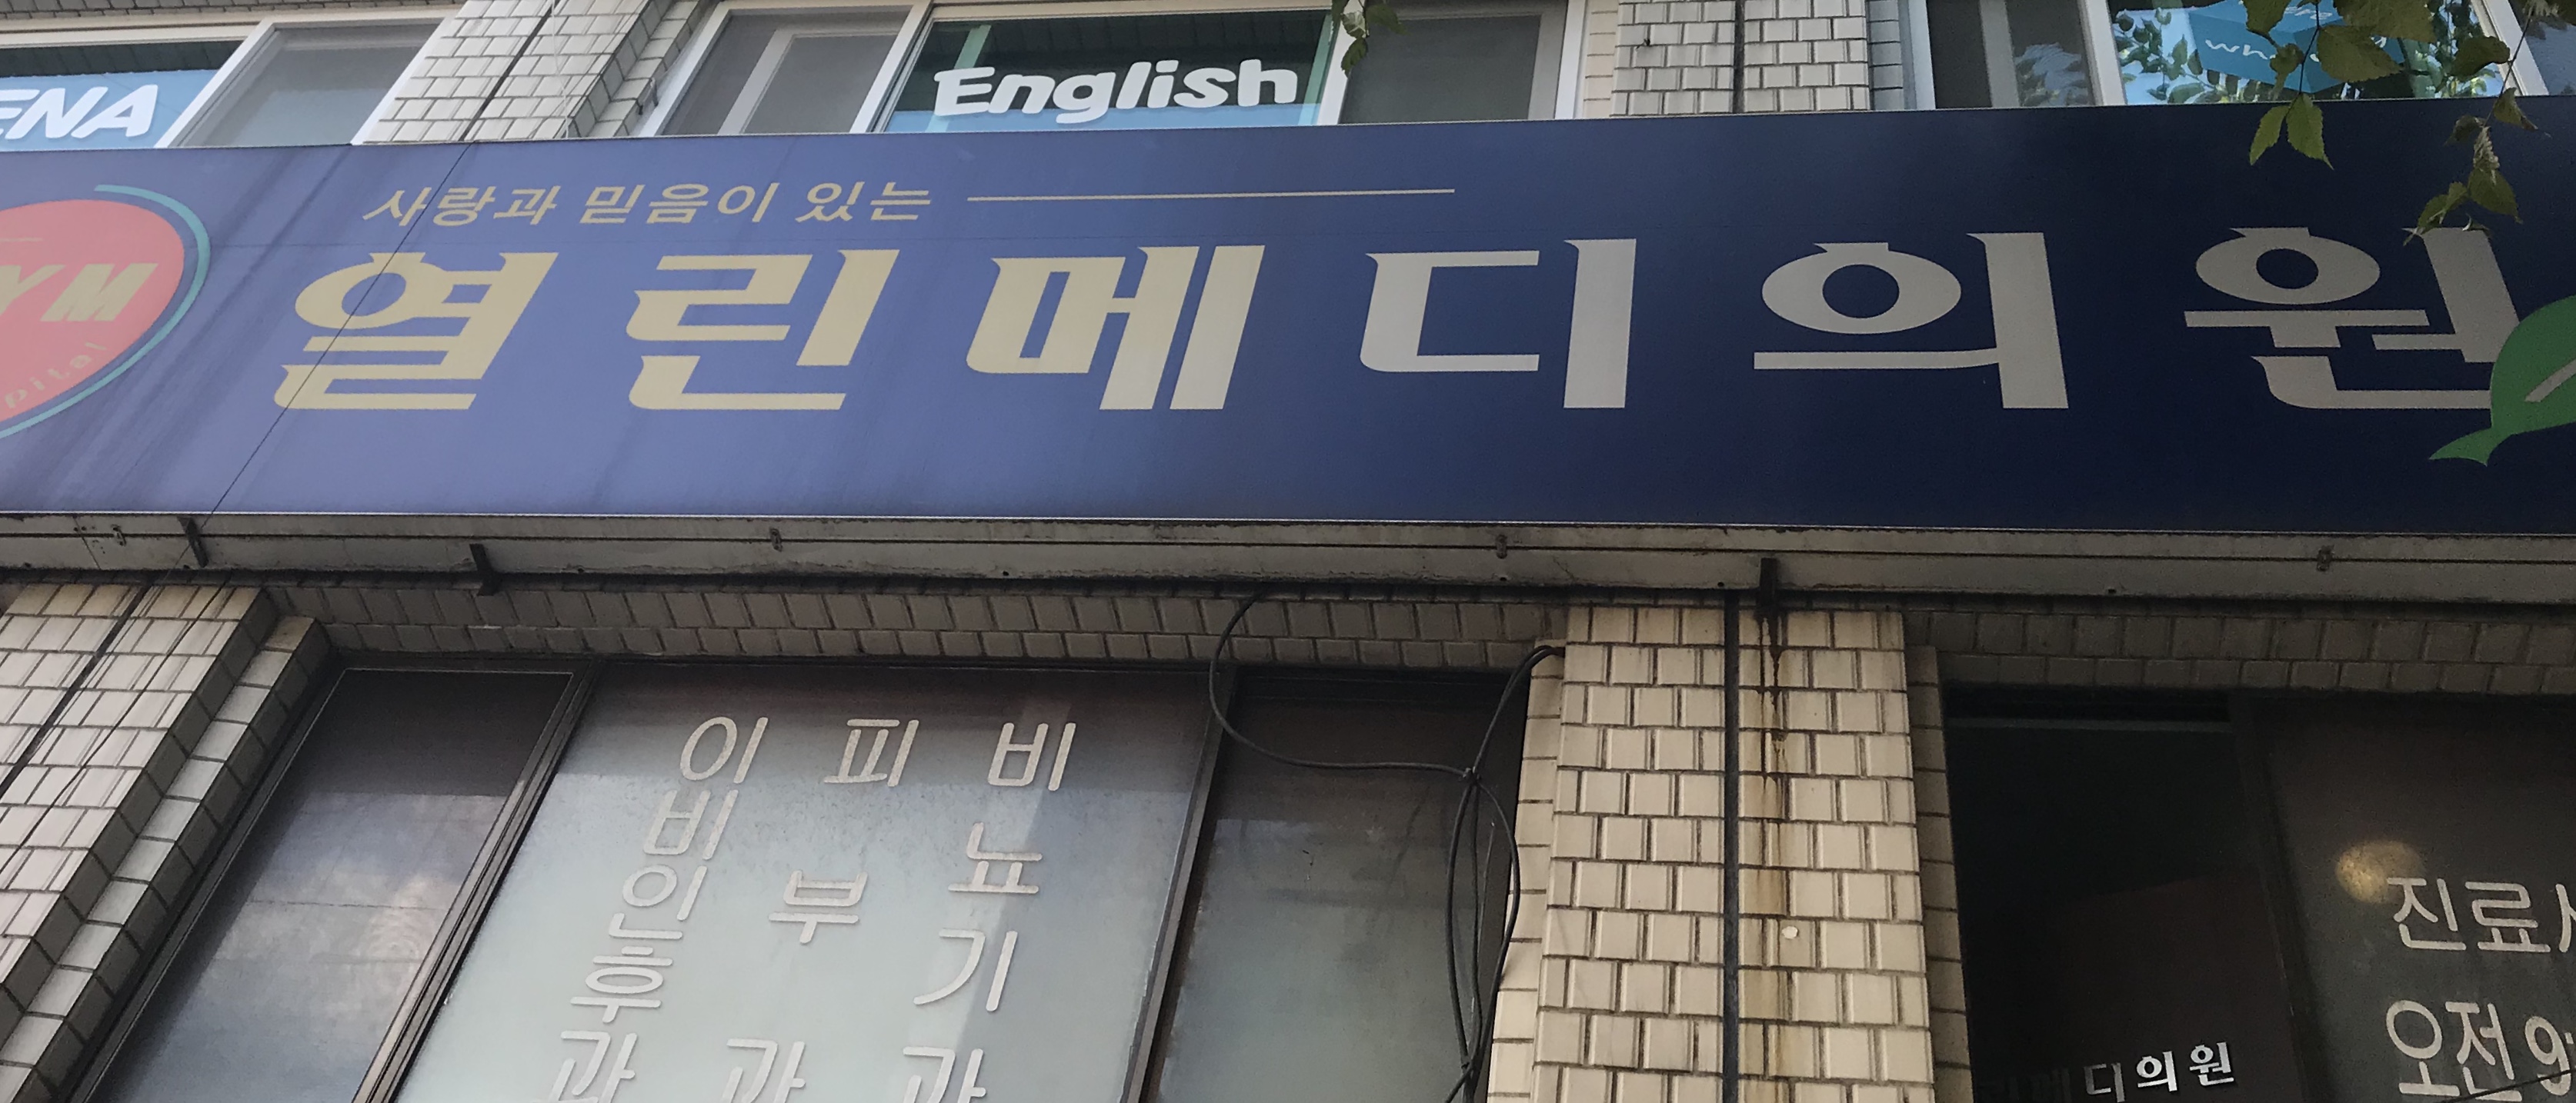 English
사랑과 믿음이 있는
열린메디의원
이비인후과
피부과
비뇨기과
메디의원
진료
오전 9